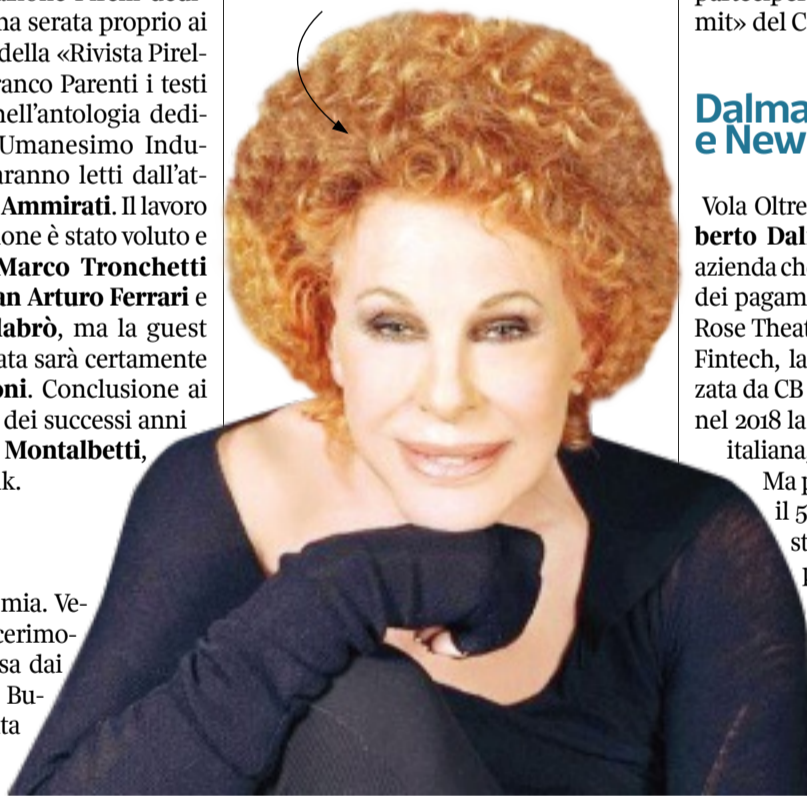 na serata proprio ai
della «Rivista Pirel-
ranco Parenti i testi
nell'antologia dedi-
Umanesimo Indu-
aranno letti dall'at-
Ammirati. Il lavoro
one è stato voluto e
Marco Tronchetti
an Arturo Ferrari e
labrò, ma la guest
ata sarà certamente
oni. Conclusione ai
dei successi anni
Montalbetti,
k.
mia. Ve-
cerimo-
sa dai
Bu-
ta
mit» del C
Dalma
e New
Vola Oltre
berto Dal
azienda ch
dei pagam
Rose Theat
Fintech, la
zata da CB
nel 2018 la
italiana,
Ma p
il 5
st